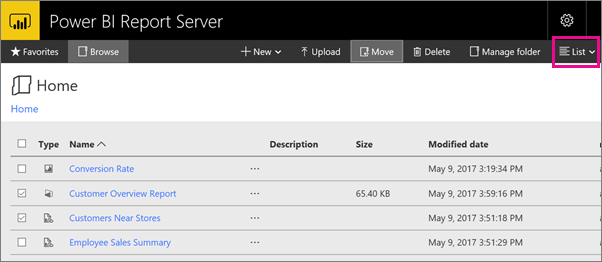 Power BI Report Server
Favorites Browse New Upload Move Delete Manage folder List
Home
Home
Type Name Description Size Modified date
Conversion Rate ... May 9, 2017 3:19:34 PM
Customer Overview Report ... 65.40 KB May 9, 2017 3:59:16 PM
Customers Near Stores ... May 9, 2017 3:51:18 PM
Employee Sales Summary ... May 9, 2017 3:51:29 PM